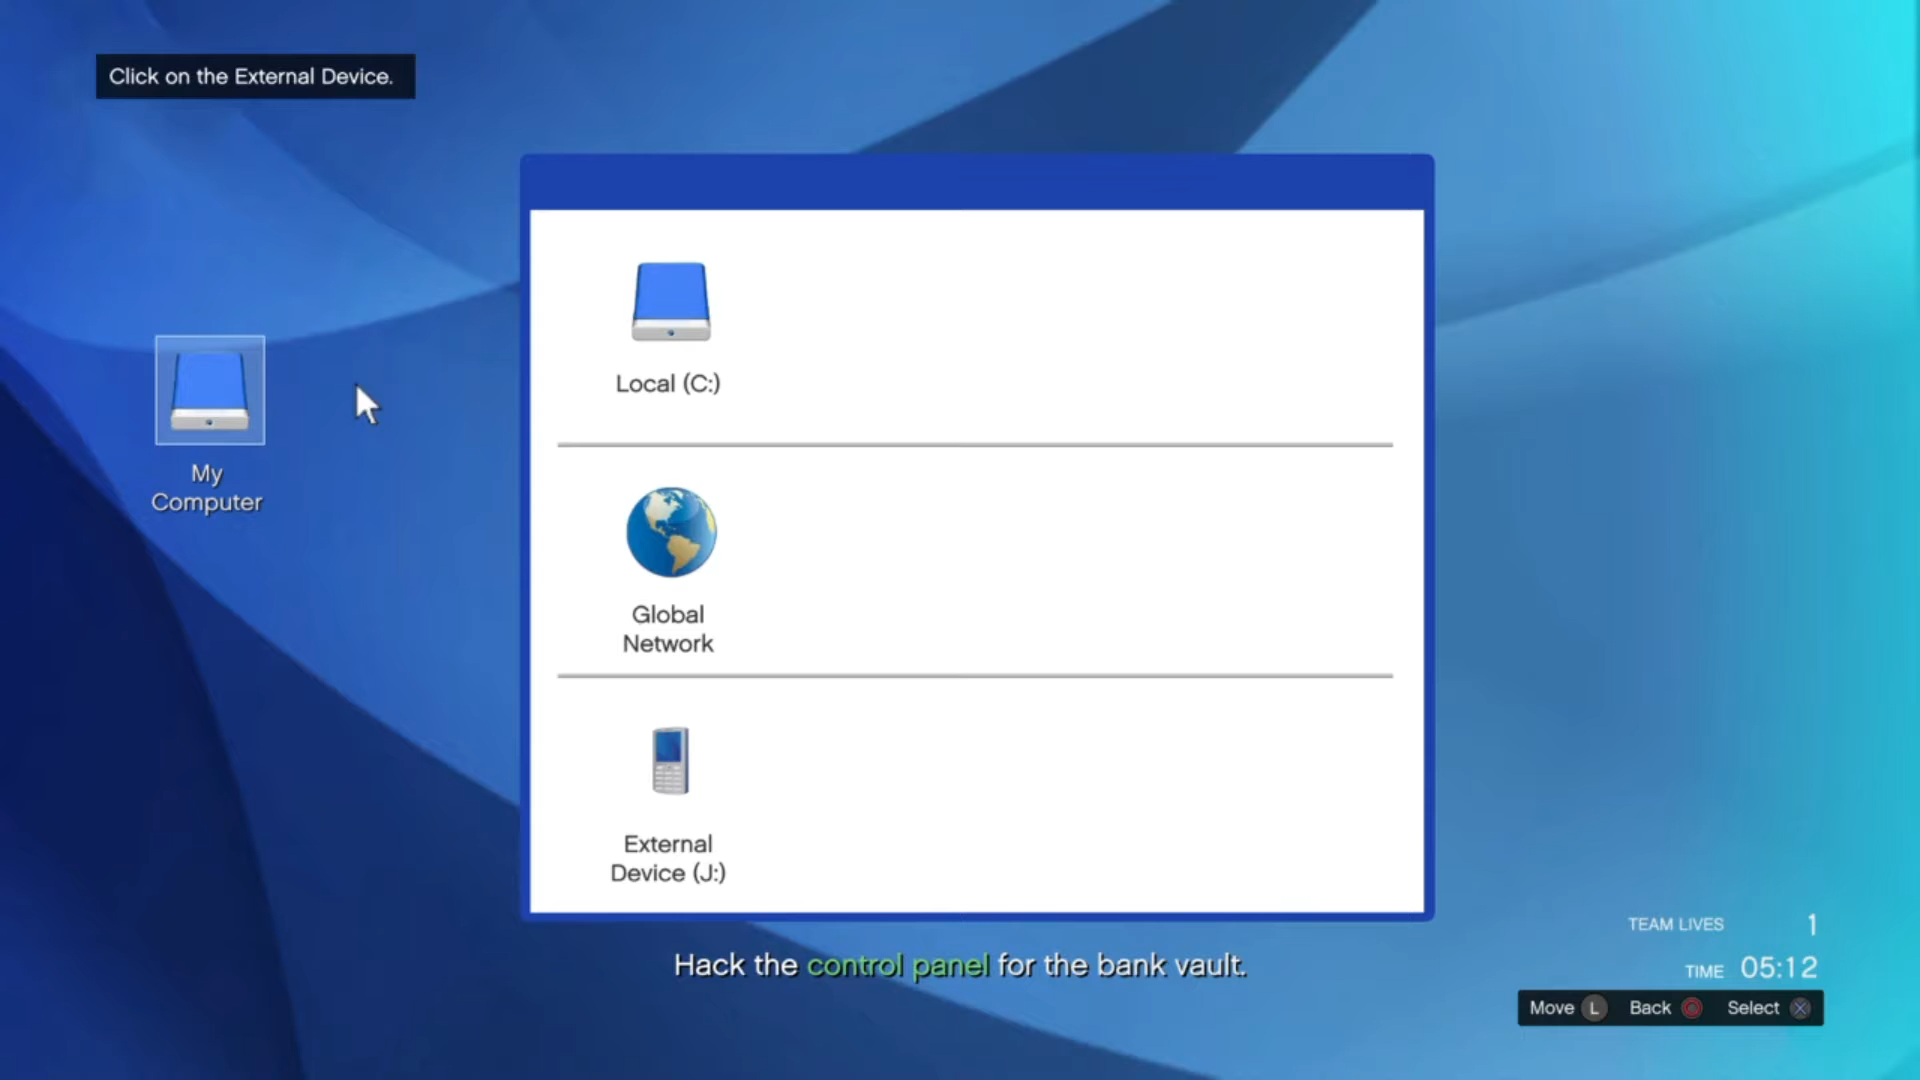 Click on the External Device.
My
Computer
Local (C:)
Global
Network
External
Device (J:)
Hack the control panel for the bank vault.
TEAM LIVES 1
TIME 05:12
Move L Back Select